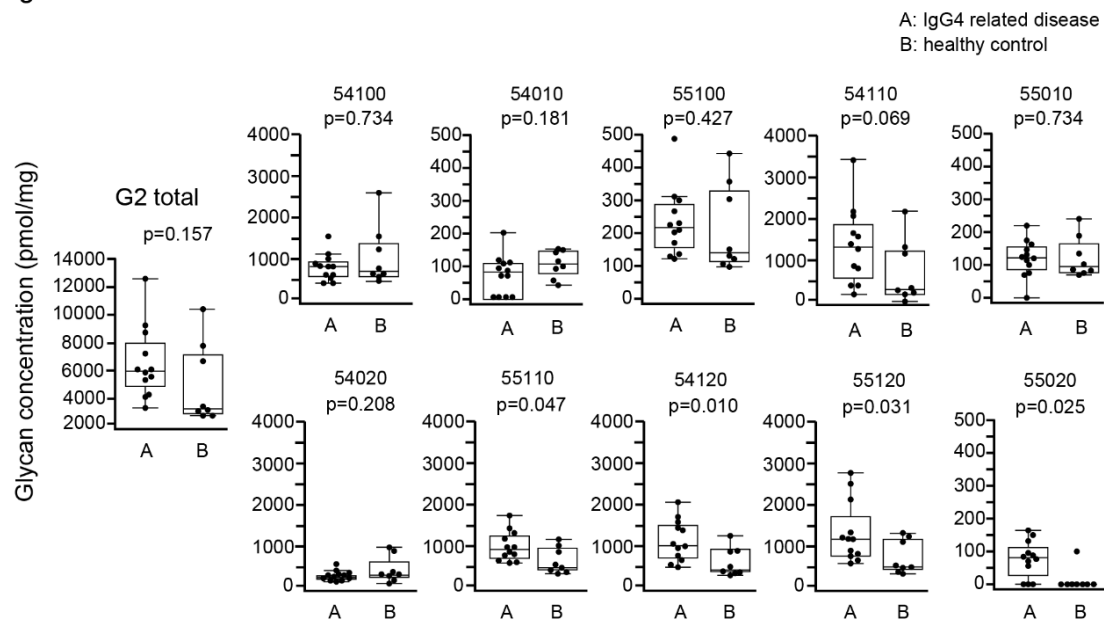 A: IgG4 related disease
B: healthy control
Glycan concentration (pmol/mg)
G2 total
p=0.157
14000
12000
10000
8000
6000
4000
2000
A B
54100
p=0.734
4000
3000
2000
1000
0
A B
54010
p=0.181
500
400
300
200
100
0
A B
55100
p=0.427
500
400
300
200
100
0
A B
54110
p=0.069
4000
3000
2000
1000
0
A B
55010
p=0.734
500
400
300
200
100
0
A B
54020
p=0.208
4000
3000
2000
1000
0
A B
55110
p=0.047
4000
3000
2000
1000
0
A B
54120
p=0.010
4000
3000
2000
1000
0
A B
55120
p=0.031
4000
3000
2000
1000
0
A B
55020
p=0.025
500
400
300
200
100
0
A B